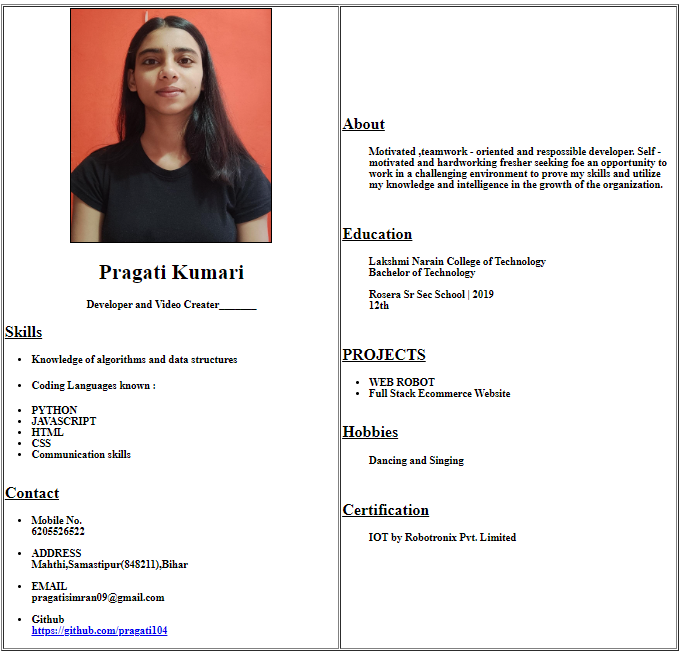 Pragati Kumari
Developer and Video Creater_______
Skills
Knowledge of algorithms and data structures
Coding Languages known :
PYTHON
JAVASCRIPT
HTML
CSS
Communication skills
Contact
Mobile No.
6205526522
ADDRESS
Mahthi,Samastipur(848211),Bihar
EMAIL
pragatisimran09@gmail.com
Github
https://github.com/pragati104
About
Motivated ,teamwork - oriented and respossible developer. Self -
motivated and hardworking fresher seeking foe an opportunity to
work in a challenging environment to prove my skills and utilize
my knowledge and intelligence in the growth of the organization.
Education
Lakshmi Narain College of Technology
Bachelor of Technology
Rosera Sr Sec School | 2019
12th
PROJECTS
WEB ROBOT
Full Stack Ecommerce Website
Hobbies
Dancing and Singing
Certification
IOT by Robotronix Pvt. Limited